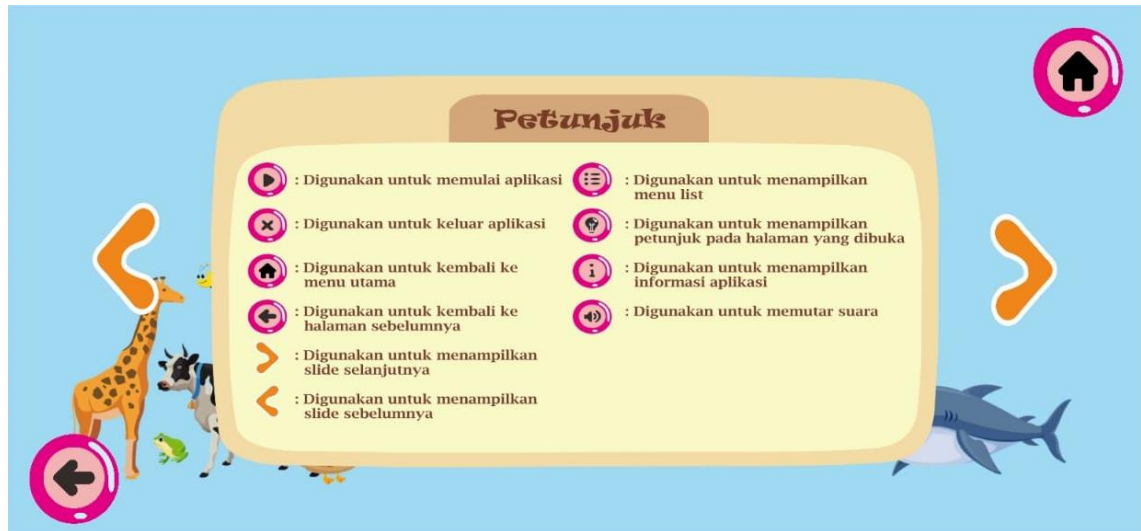 Petunjuk
: Digunakan untuk memulai aplikasi
: Digunakan untuk keluar aplikasi
: Digunakan untuk kembali ke
menu utama
: Digunakan untuk kembali ke
halaman sebelumnya
: Digunakan untuk menampilkan
slide selanjutnya
: Digunakan untuk menampilkan
slide sebelumnya
: Digunakan untuk menampilkan
menu list
: Digunakan untuk menampilkan
petunjuk pada halaman yang dibuka
: Digunakan untuk menampilkan
informasi aplikasi
: Digunakan untuk memutar suara